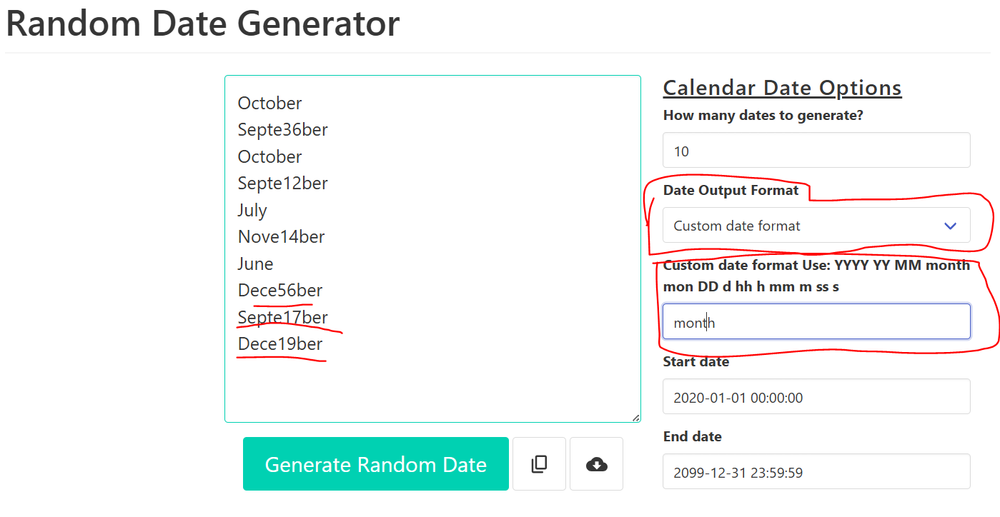 Random Date Generator
October
Septe36ber
October
Septe12ber
July
Nove14ber
June
Dece56ber
Septe17ber
Dece19ber
Generate Random Date
Calendar Date Options
How many dates to generate?
10
Date Output Format
Custom date format
Custom date format Use: YYYY YY MM month
mon DD d hh h mm m ss s
month
Start date
2020-01-01 00:00:00
End date
2099-12-31 23:59:59